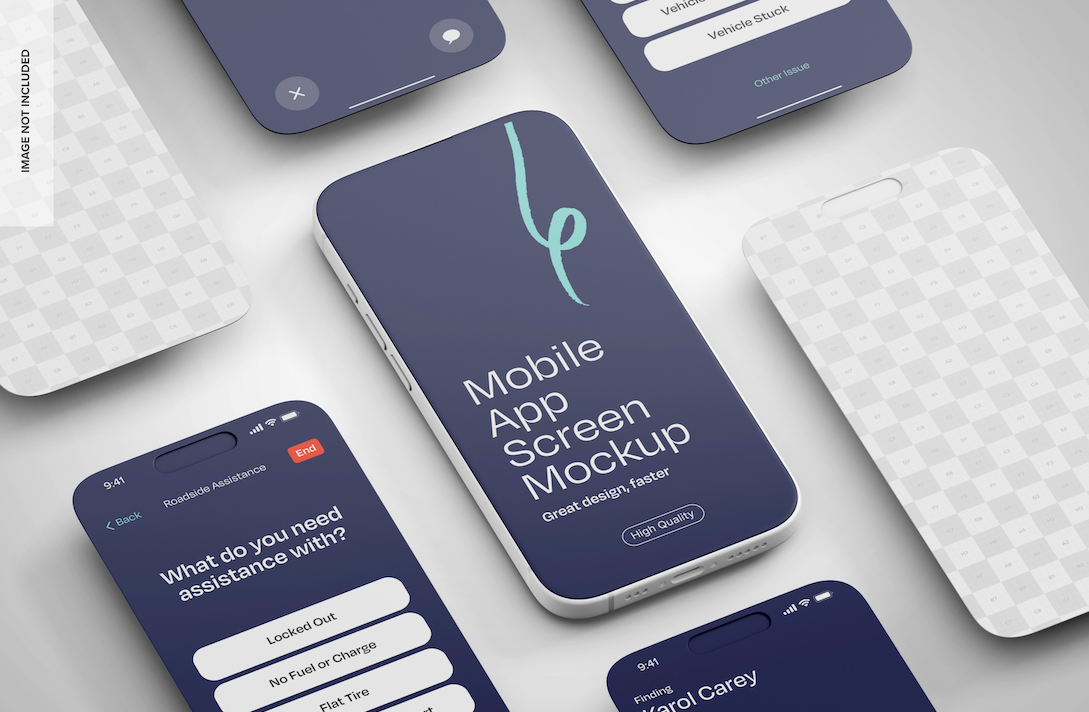 IMAGE NOT INCLUDED
Vehicle Stuck
Other Issue
Mobile
App
Screen
Mockup
Great design, faster
High Quality
9:41
Back
Roadside Assistance
End
What do you need
assistance with?
Locked Out
No Fuel or Charge
Flat Tire
9:41
Finding
Karol Carey